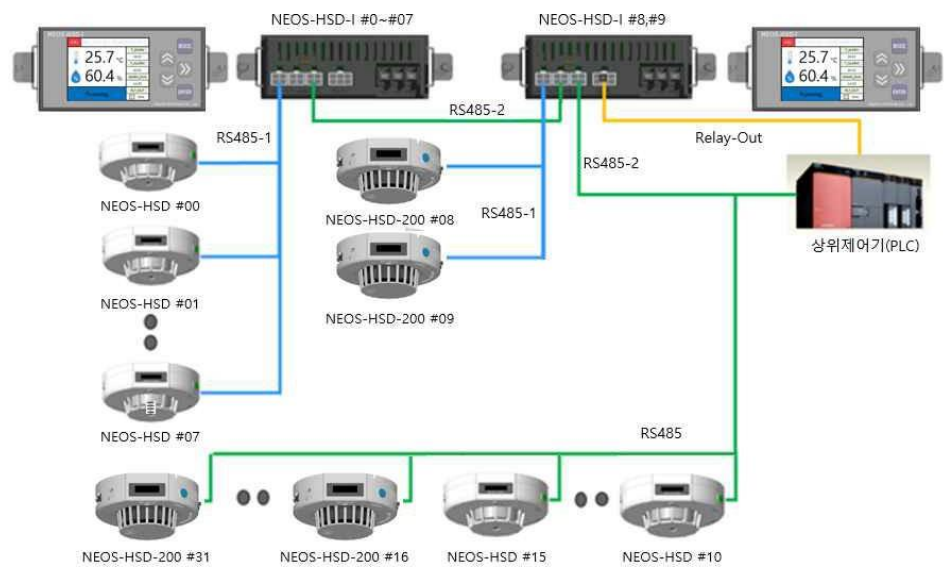 NEOS-HSD-I #0~#07
NEOS-HSD-I #8,#9
25.7 ℃
60.4 %
25.7 ℃
60.4 %
RS485-2
RS485-1
Relay-Out
RS485-2
NEOS-HSD #00
NEOS-HSD-200 #08
RS485-1
상위제어기(PLC)
NEOS-HSD #01
NEOS-HSD-200 #09
NEOS-HSD #07
RS485
NEOS-HSD-200 #31
NEOS-HSD-200 #16
NEOS-HSD #15
NEOS-HSD #10